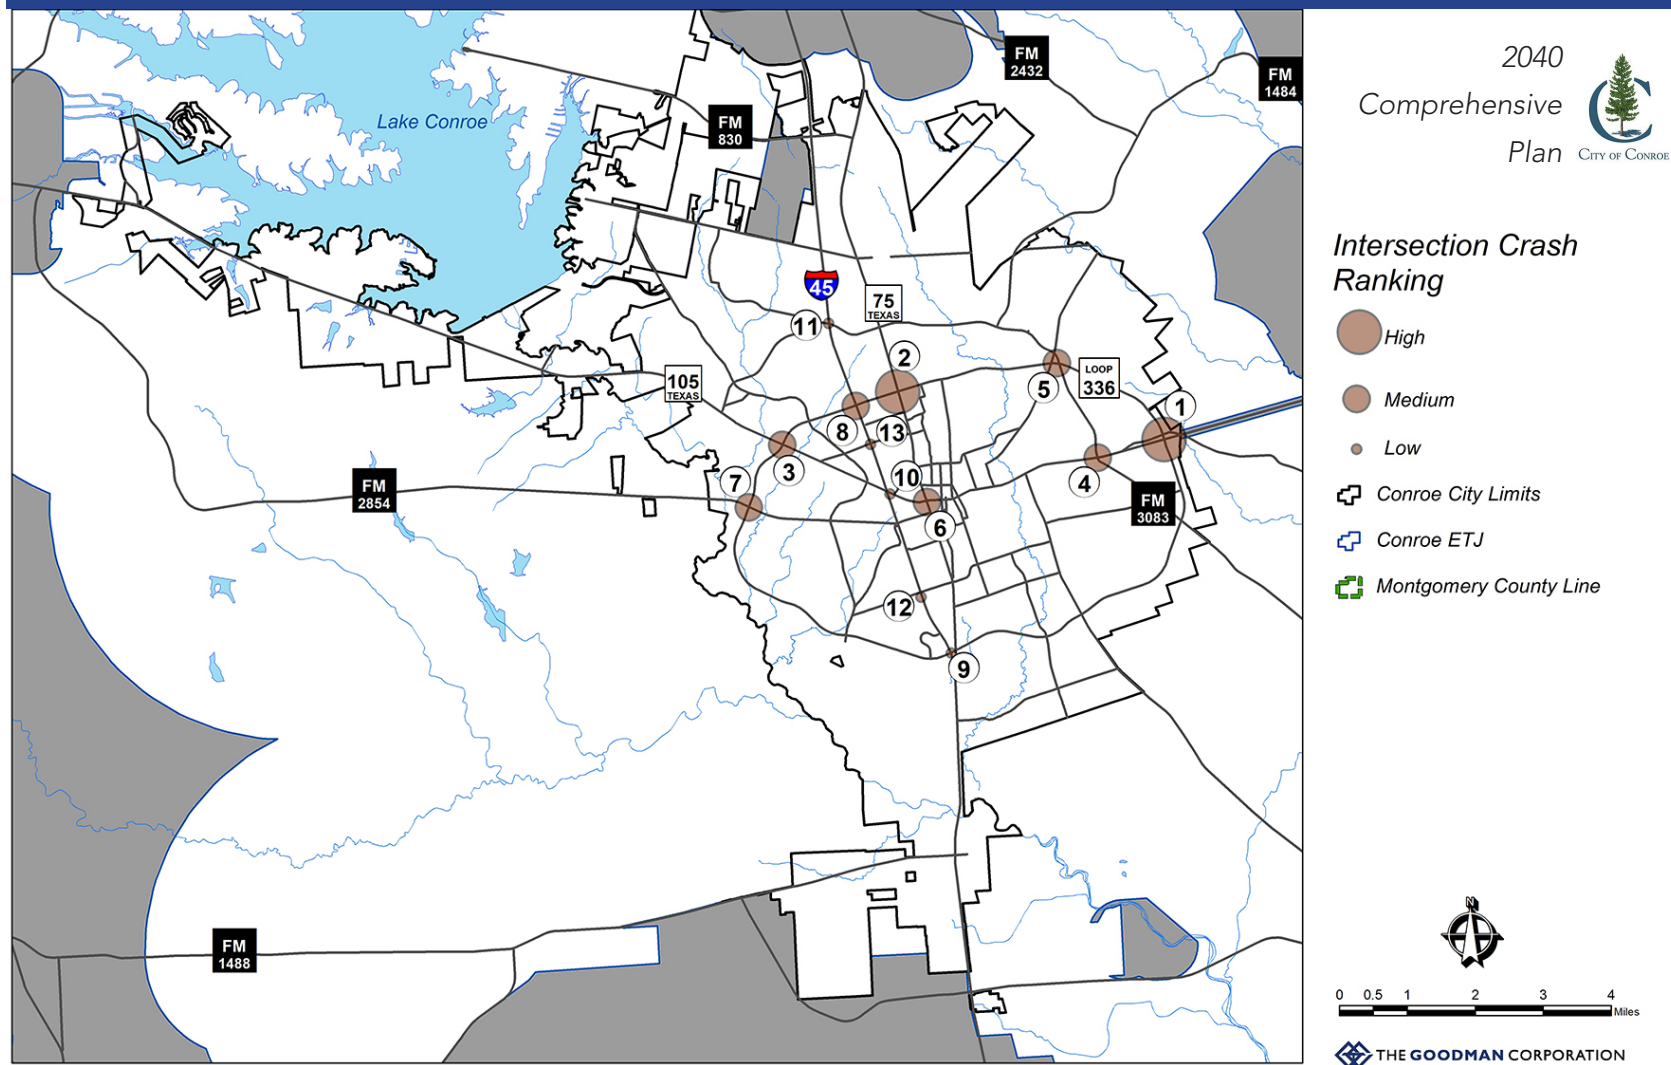 2040
Comprehensive
Plan
CITY OF CONROE
Intersection Crash
Ranking
High
Medium
Low
Conroe City Limits
Conroe ETJ
Montgomery County Line
N
0 0.5 1 2 3 4
Miles
THE GOODMAN CORPORATION
FM
2432
FM
1484
Lake Conroe
FM
830
45
75
TEXAS
11
2
105
TEXAS
5
LOOP
336
1
8
13
3
10
7
4
FM
2854
FM
3083
6
12
9
FM
1488